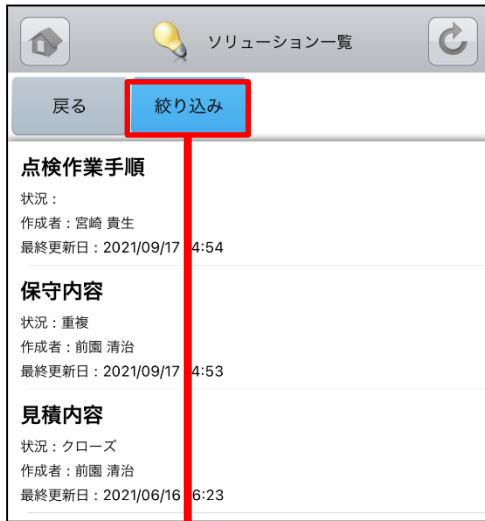 ソリューション一覧
戻る 絞り込み
点検作業手順
状況：
作成者：宮崎 貴生
最終更新日：2021/09/17 4:54
保守内容
状況：重複
作成者：前園 清治
最終更新日：2021/09/17 4:53
見積内容
状況：クローズ
作成者：前園 清治
最終更新日：2021/06/16 6:23